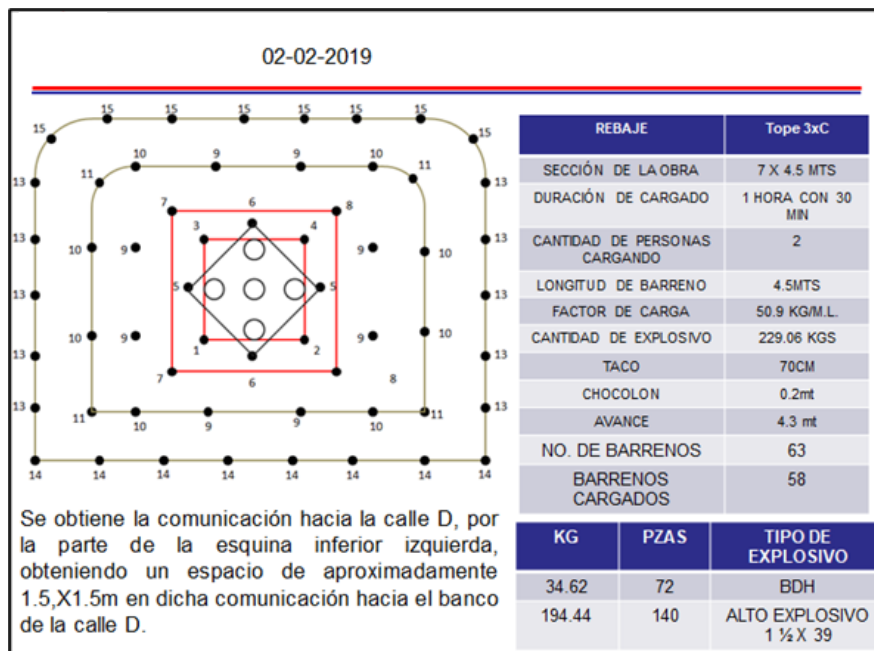 02-02-2019
15 15 15 15 15 15
15 15
10 9 9 10
11 11
13 13
7 6 8
3 4
10 9 9 10
13 13
5 5
13 13
10 9 9 10
1 2
13 13
7 6 8
13 13
11 10 9 9 10 11
14 14 14 14 14 14 14 14
REBAJE Tope 3xC
SECCIÓN DE LA OBRA 7 X 4.5 MTS
DURACIÓN DE CARGADO 1 HORA CON 30
MIN
CANTIDAD DE PERSONAS
CARGANDO 2
LONGITUD DE BARRENO 4.5MTS
FACTOR DE CARGA 50.9 KG/M.L.
CANTIDAD DE EXPLOSIVO 229.06 KGS
TACO 70CM
CHOCOLON 0.2mt
AVANCE 4.3 mt
NO. DE BARRENOS 63
BARRENOS
CARGADOS 58
Se obtiene la comunicación hacia la calle D, por
la parte de la esquina inferior izquierda,
obteniendo un espacio de aproximadamente
1.5,X1.5m en dicha comunicación hacia el banco
de la calle D.
KG PZAS TIPO DE
EXPLOSIVO
34.62 72 BDH
194.44 140 ALTO EXPLOSIVO
1 ½ X 39